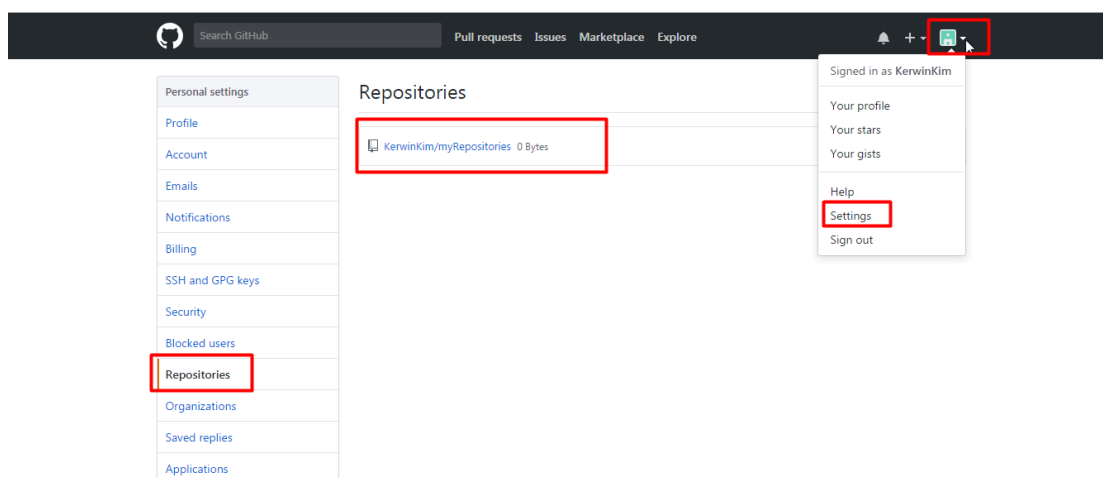 Search GitHub
Pull requests Issues Marketplace Explore
Personal settings
Profile
Account
Emails
Notifications
Billing
SSH and GPG keys
Security
Blocked users
Repositories
Organizations
Saved replies
Applications
Repositories
KerwinKim/myRepositories 0 Bytes
Signed in as KerwinKim
Your profile
Your stars
Your gists
Help
Settings
Sign out